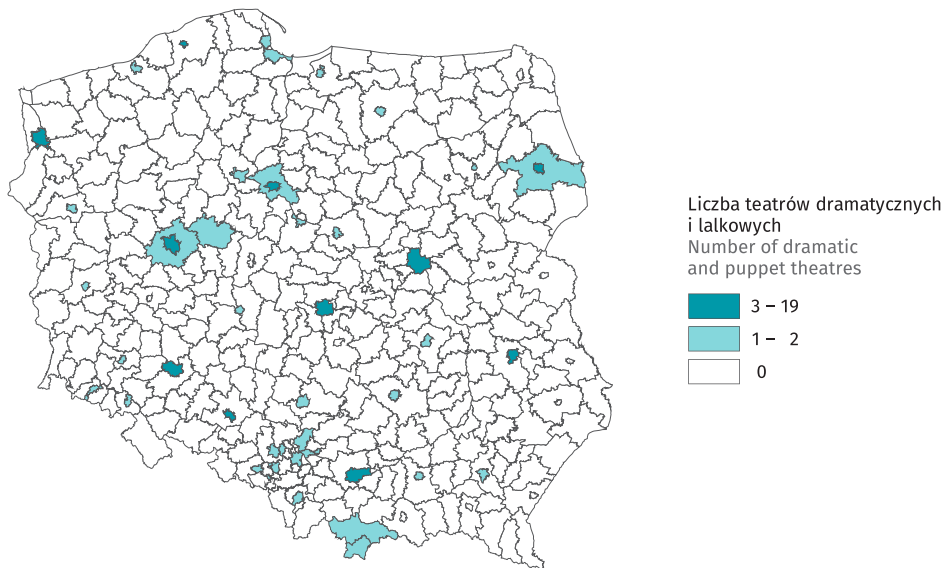 Liczba teatrów dramatycznych
i lalkowych
Number of dramatic
and puppet theatres
3 – 19
1 – 2
0